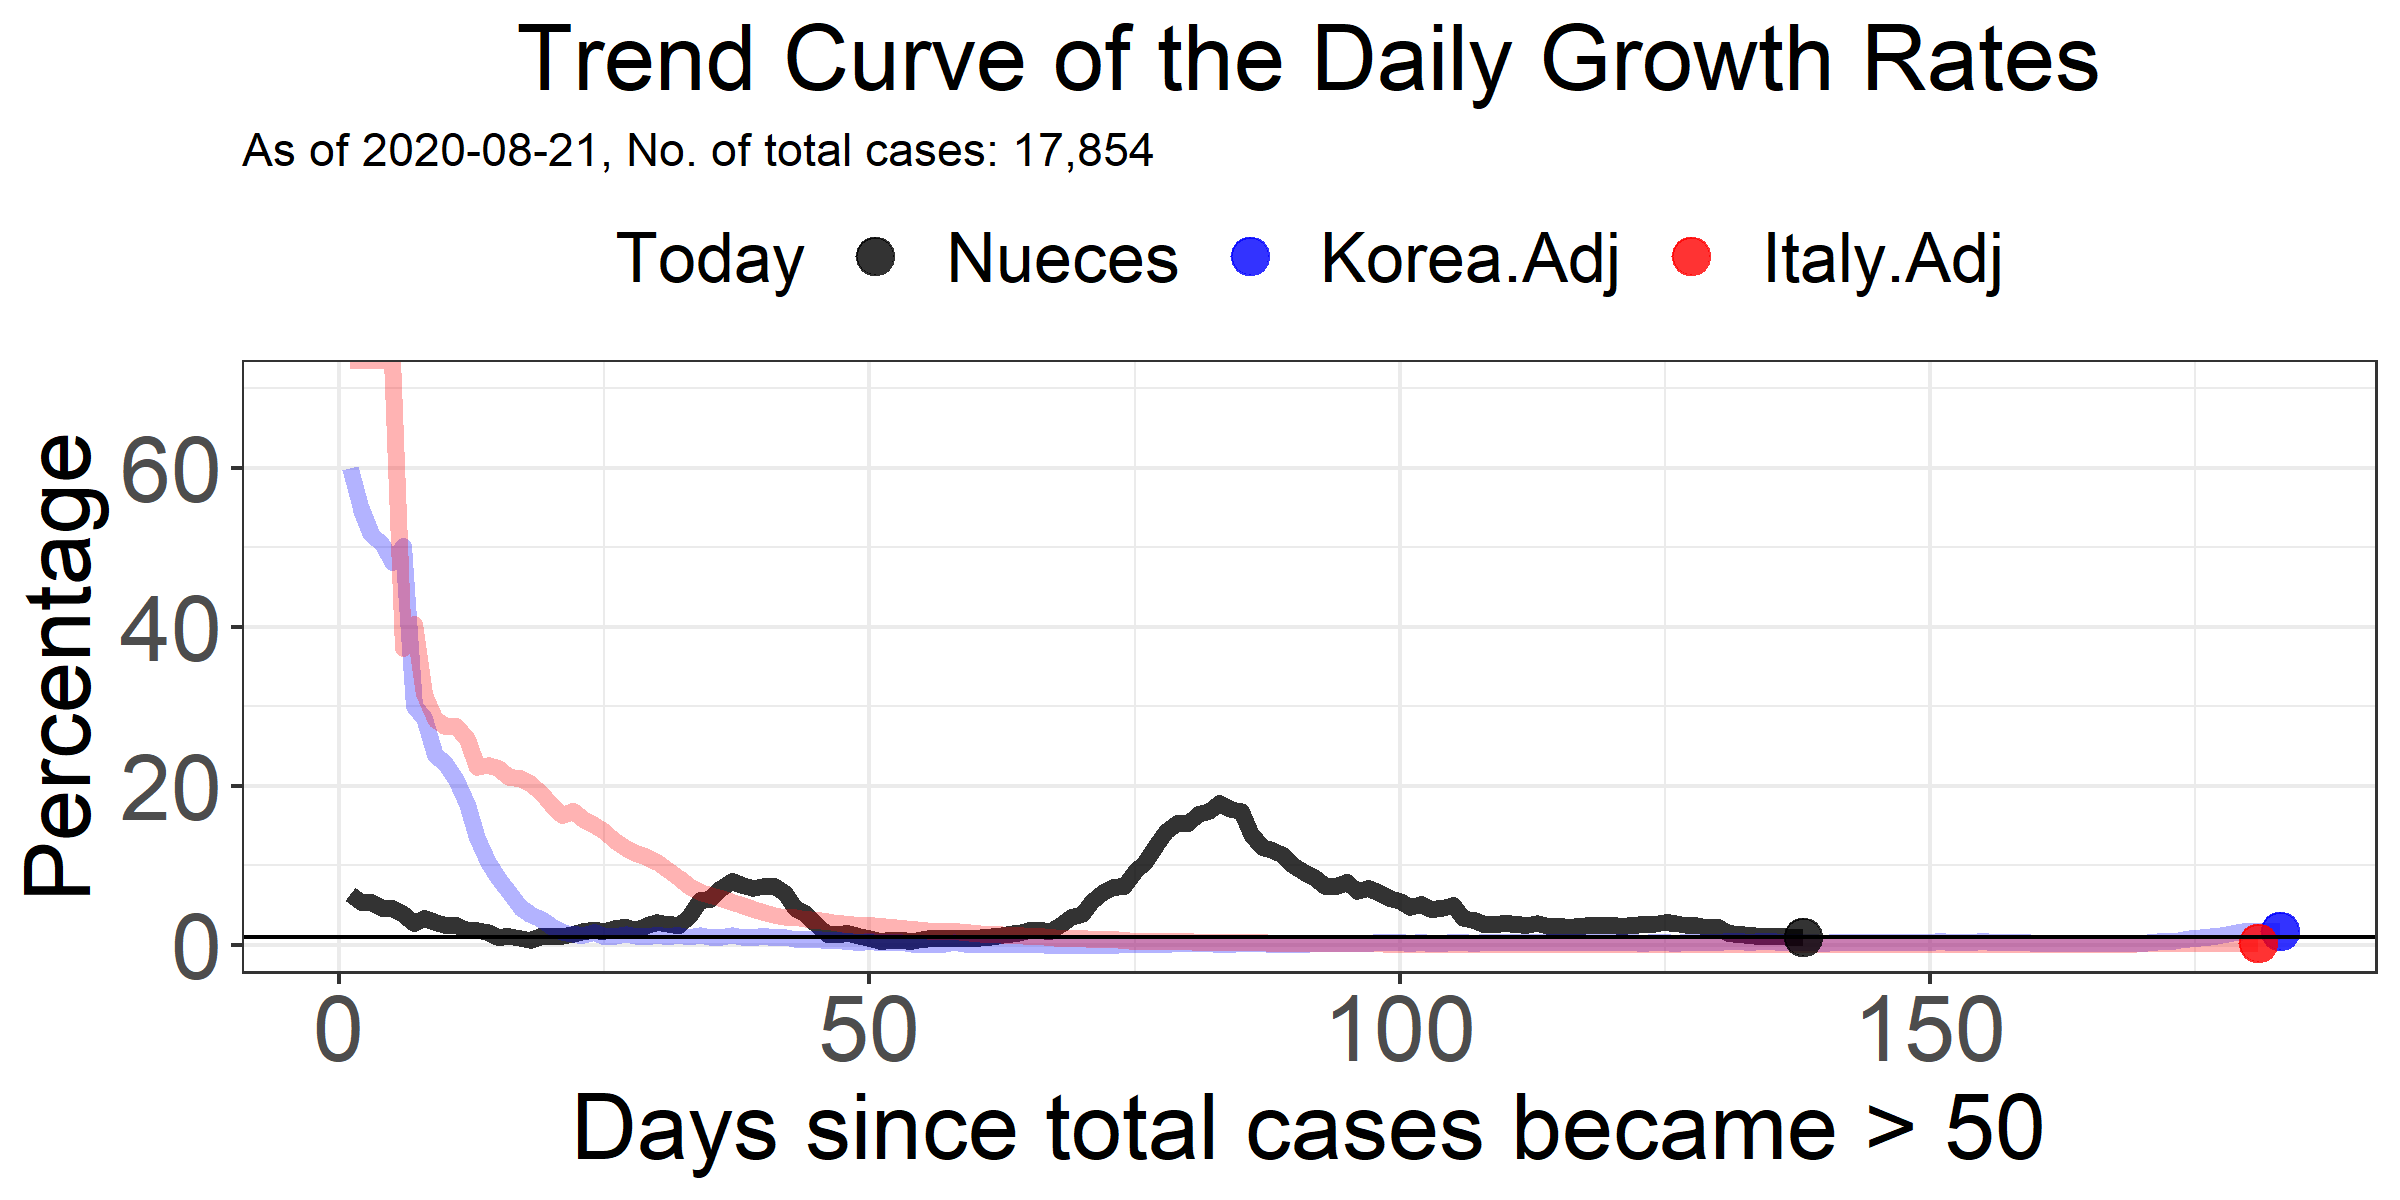 Trend Curve of the Daily Growth Rates
As of 2020-08-21, No. of total cases: 17,854
Today Nueces Korea.Adj Italy.Adj
Percentage
60
40
20
0
0 50 100 150
Days since total cases became > 50